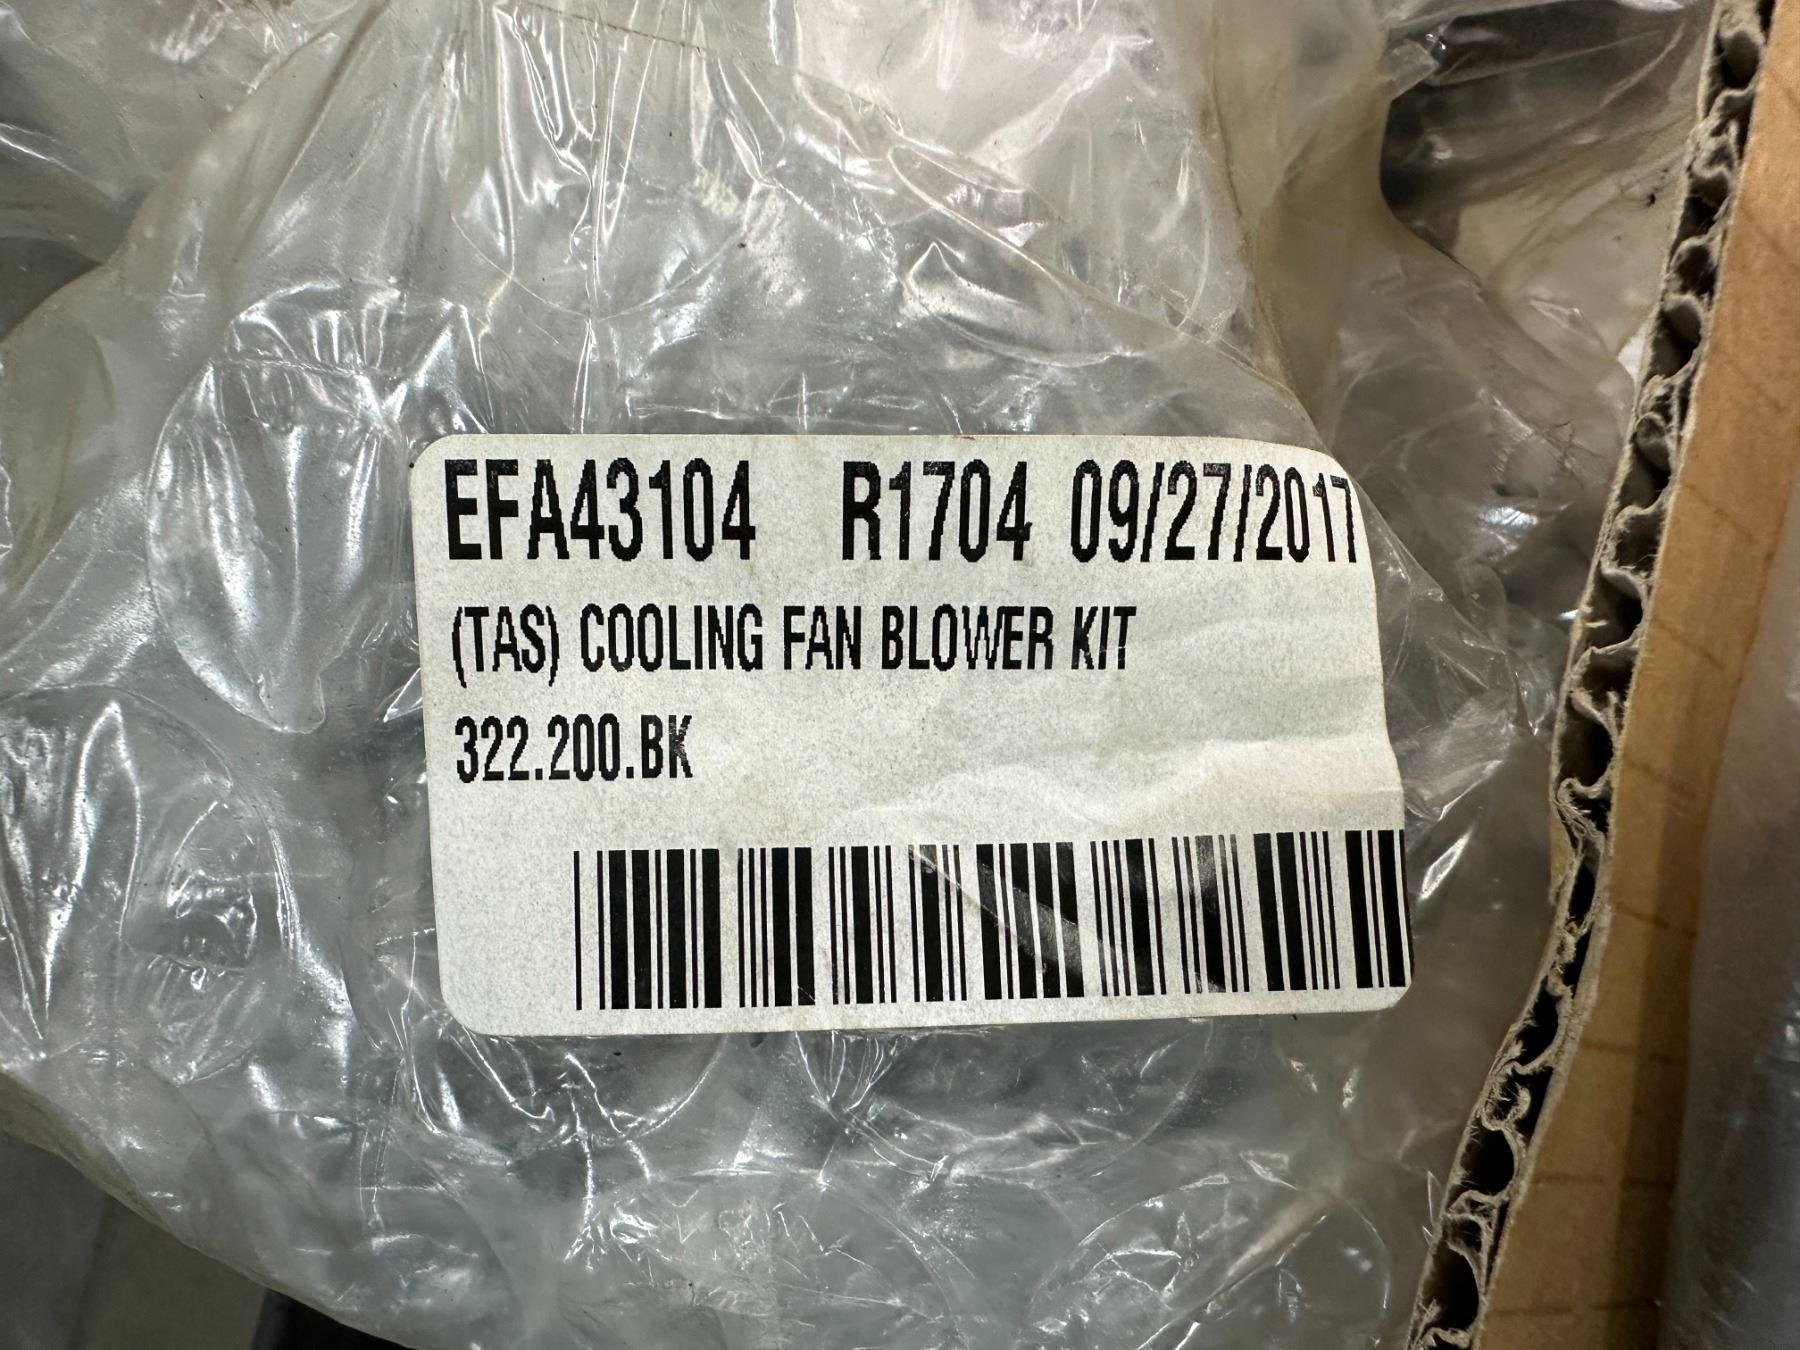 EFA43104 R1704 09/27/2017
(TAS) COOLING FAN BLOWER KIT
322.200.BK